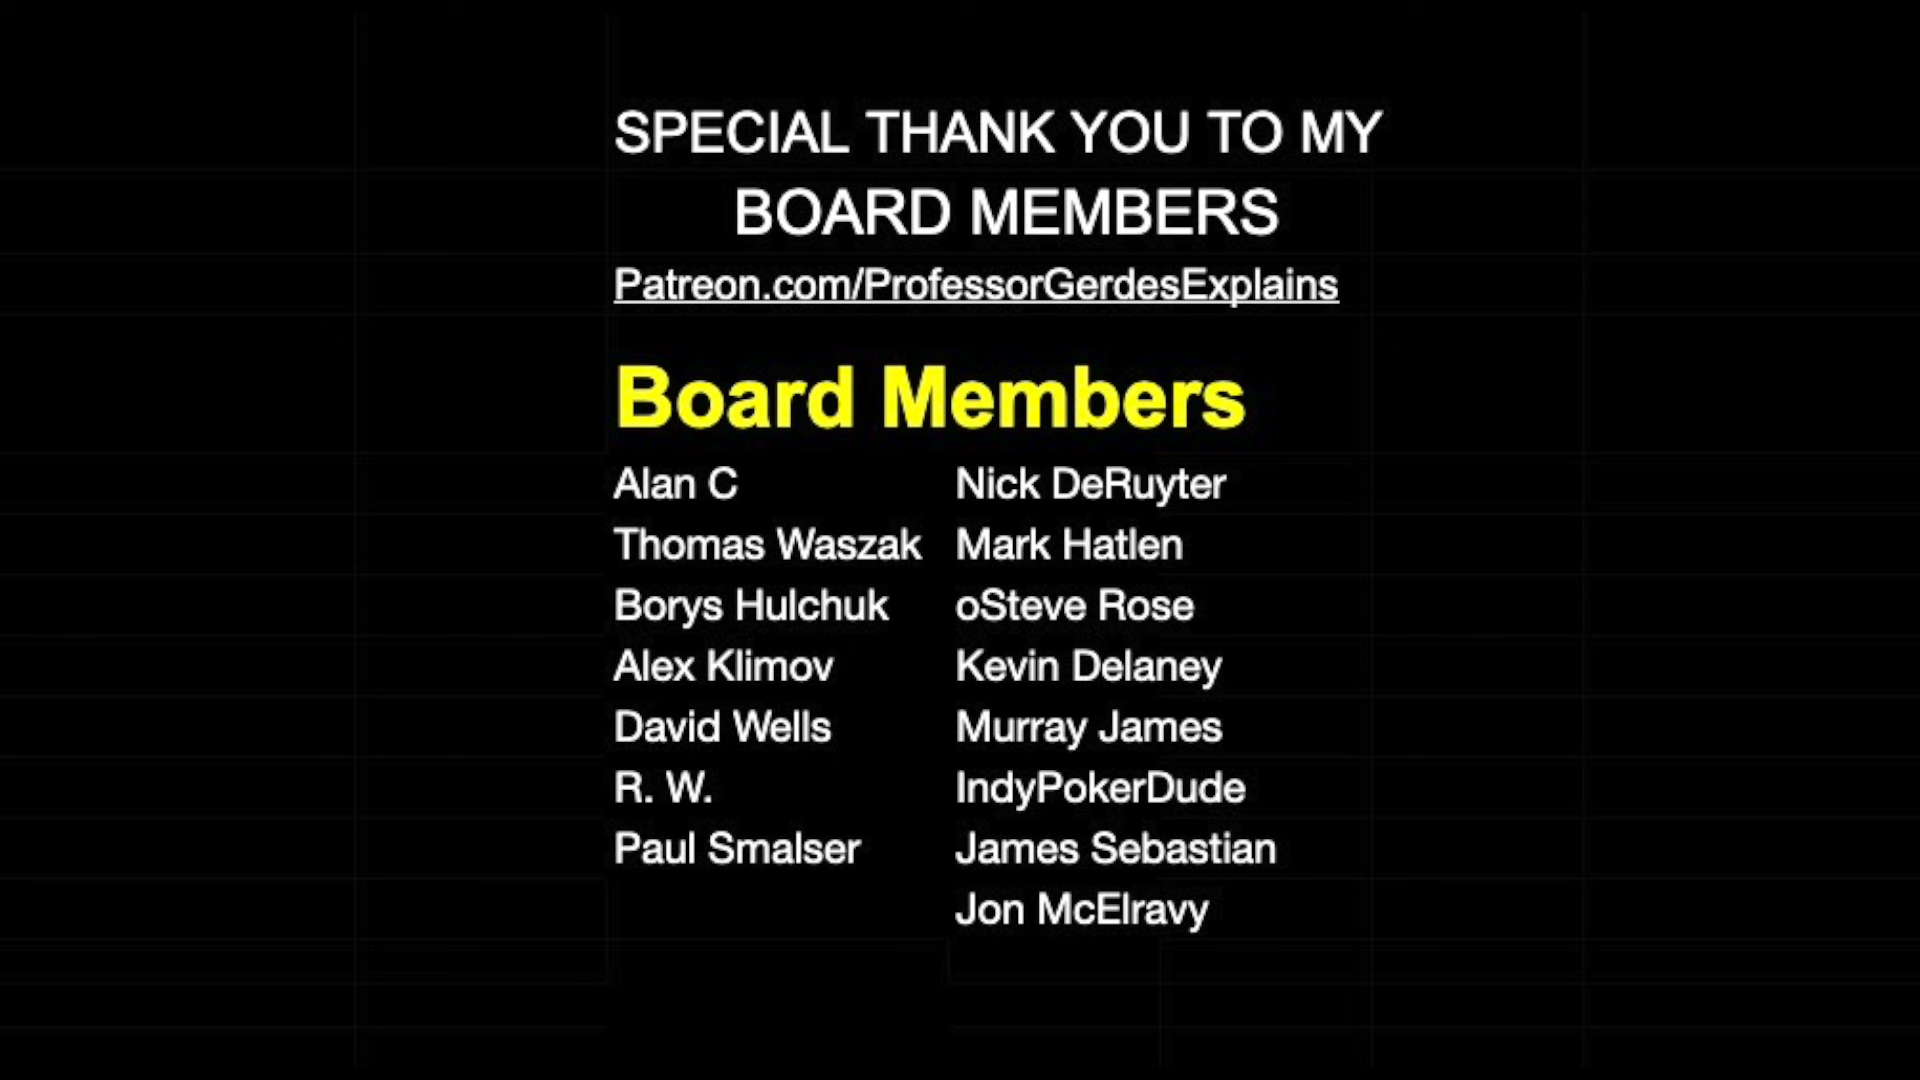 SPECIAL THANK YOU TO MY
BOARD MEMBERS
Patreon.com/ProfessorGerdesExplains
Board Members
Alan C
Thomas Waszak
Borys Hulchuk
Alex Klimov
David Wells
R. W.
Paul Smalser
Nick DeRuyter
Mark Hatlen
oSteve Rose
Kevin Delaney
Murray James
IndyPokerDude
James Sebastian
Jon McElravy